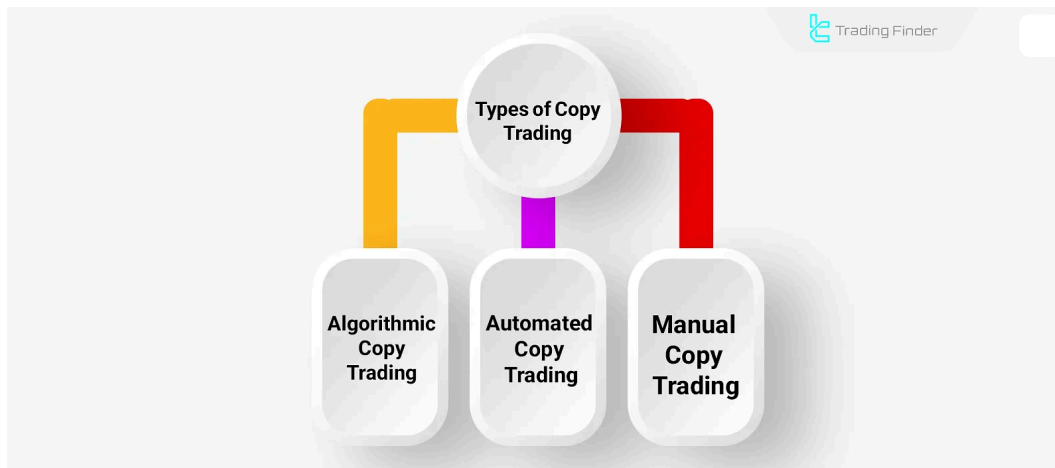 Trading Finder
Types of Copy
Trading
Algorithmic
Copy
Trading
Automated
Copy
Trading
Manual
Copy
Trading